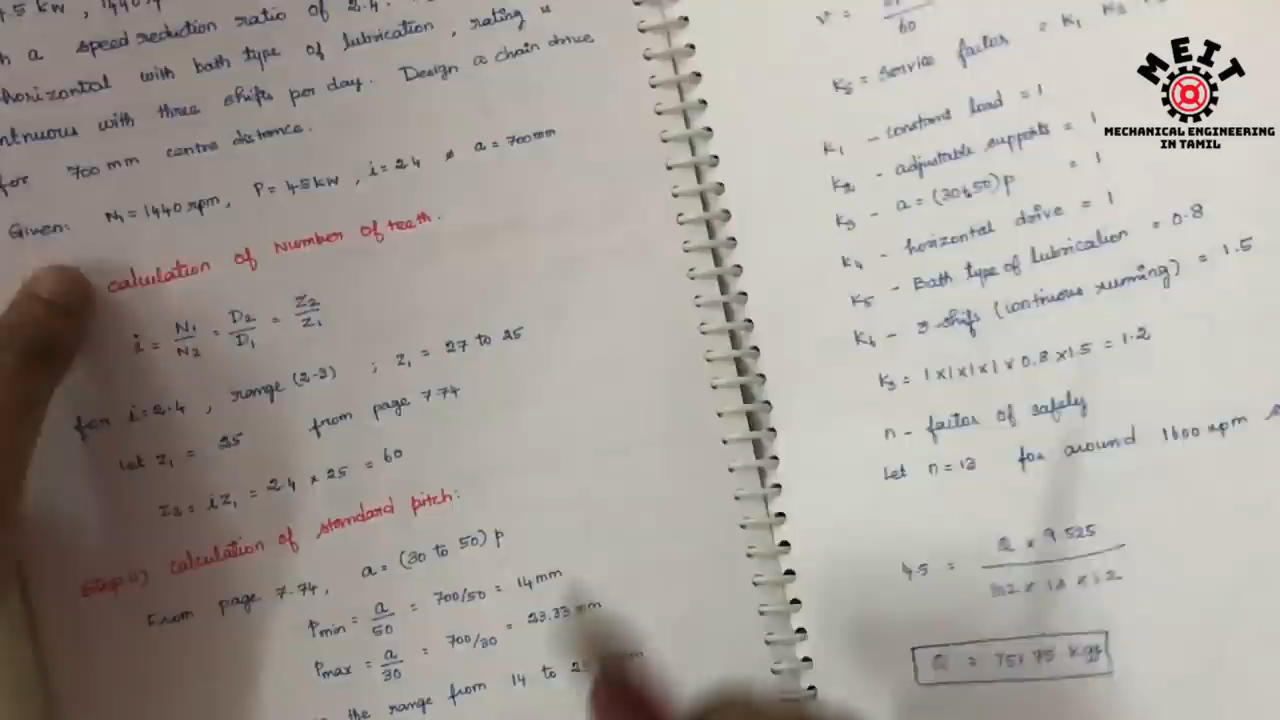 4.5 kW, 1440
a speed reduction ratio of 2.4.
horizontal with bath type of lubrication, rating is
with three shifts per day. Design a chain drive
for 700 mm centre distance.
Given: N1 = 1440 rpm, P = 4.5 kW, i = 2.4 & a = 700mm
calculation of Number of teeth.
i = N1/N2 = D2/D1 = Z2/Z1
for i=2.4, range (2-3) ; Z1 = 27 to 25
let Z1 = 25 from page 7.74
Z2 = iZ1 = 2.4 × 25 = 60
Step ii) calculation of standard pitch:
From page 7.74, a = (30 to 50) P
Pmin = a/50 = 700/50 = 14 mm
Pmax = a/30 = 700/30 = 23.33 mm
the range from 14 to
v =
60
Ks = service factor = K1
K1 - constant load = 1
K2 - adjustable supports = 1
K3 - a = (30to50) P = 1
K4 - horizontal drive = 1
K5 - Bath type of lubrication = 0.8
K6 - 3-shift (continuous running) = 1.5
Ks = 1×1×1×1×0.8×1.5 = 1.2
n - factor of safety
Let n = 13 for around 1600 rpm
4.5 = Q × 9.525
MEIT
MECHANICAL ENGINEERING
IN TAMIL